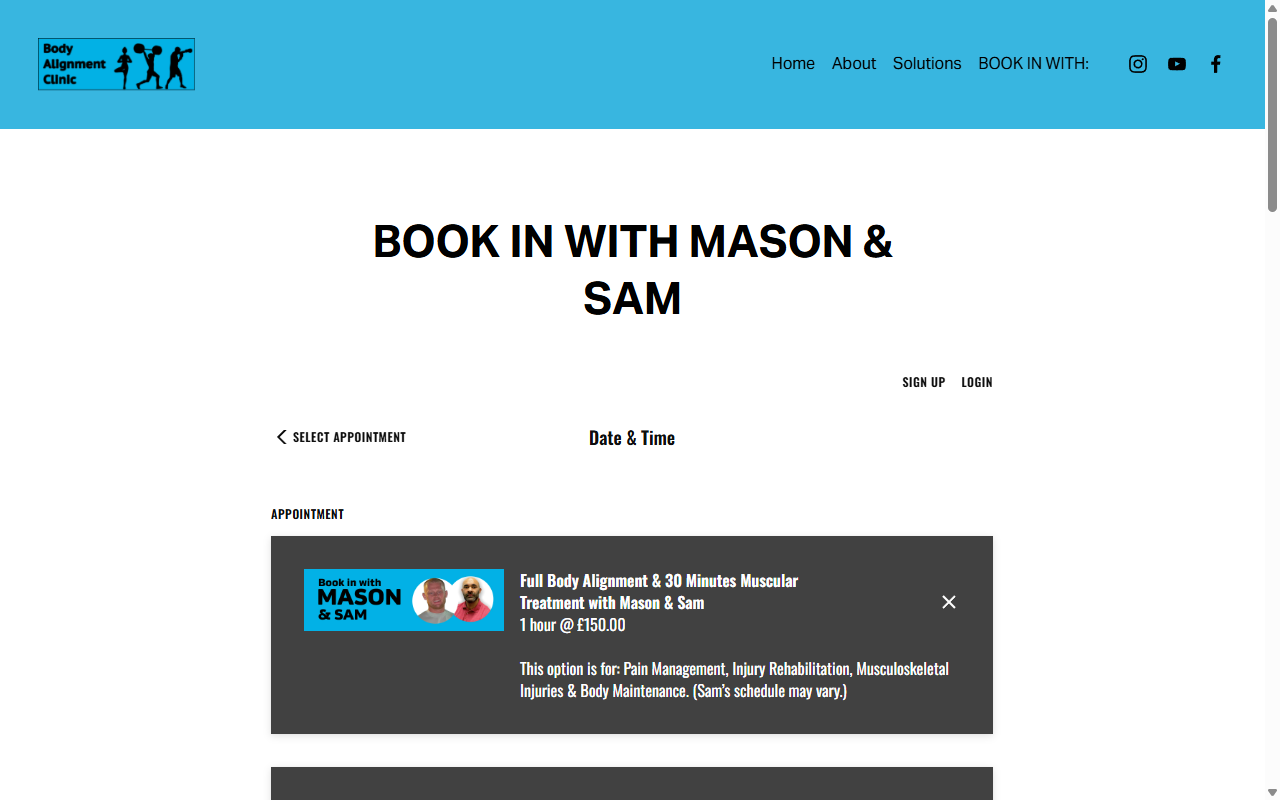 Body
Alignment
Clinic
Home About Solutions BOOK IN WITH:
BOOK IN WITH MASON &
SAM
SIGN UP LOGIN
SELECT APPOINTMENT
Date & Time
APPOINTMENT
Book in with
MASON
& SAM
Full Body Alignment & 30 Minutes Muscular
Treatment with Mason & Sam
1 hour @ £150.00
This option is for: Pain Management, Injury Rehabilitation, Musculoskeletal
Injuries & Body Maintenance. (Sam's schedule may vary.)